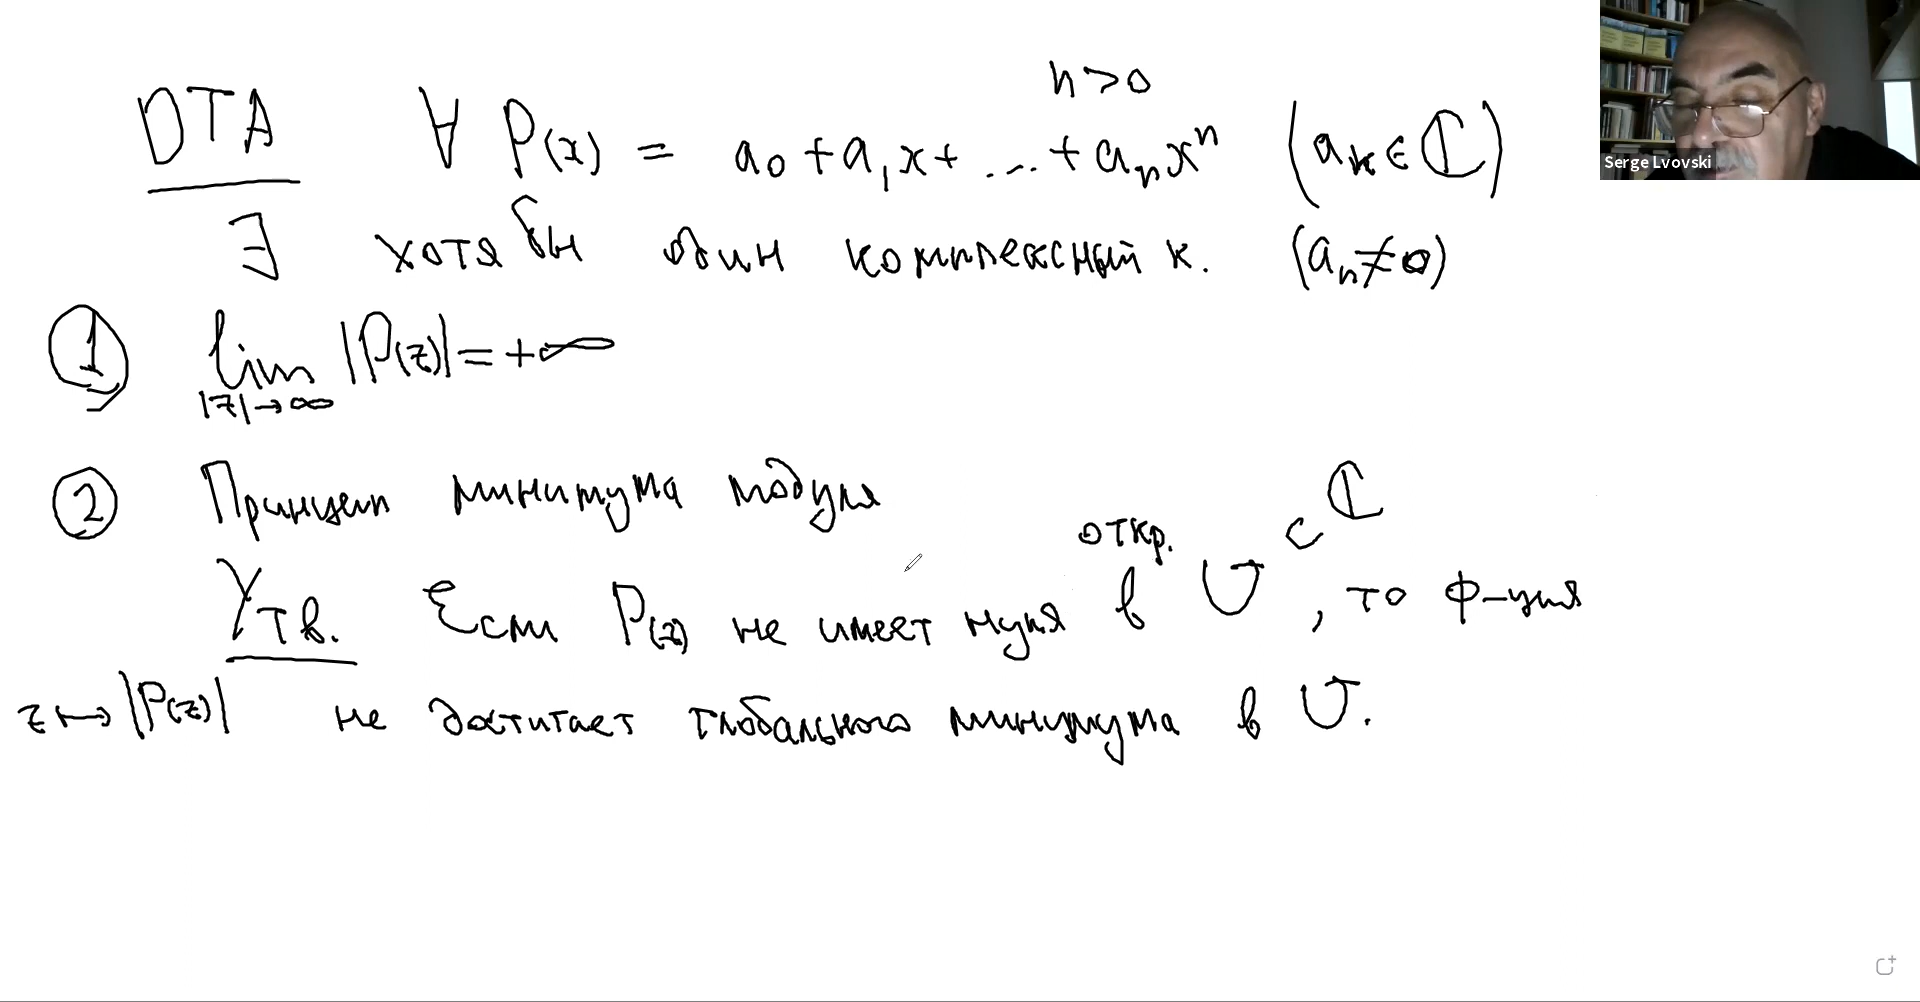 n>0
ОТА ∀ P(x) = a₀+a₁x+ ... + aₙxⁿ (aₖ∈ℂ)
Serge Lvovski
∃ хотя бы один комплексный к. (aₙ≠0)
① lim |P(z)|=+∞
|z|→∞
② Принцип минимума модуля
откр. ⊂ ℂ
Утв. Если P(z) не имеет нуля в U, то ф-ция
z↦|P(z)| не достигает глобального минимума в U.